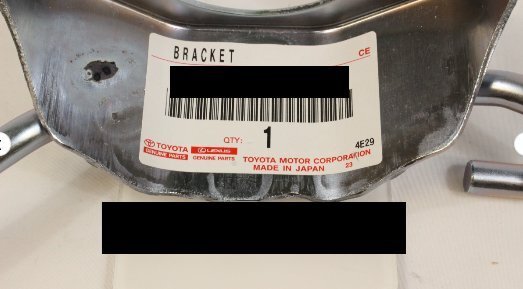 BRACKET
CE
QTY: 1
4E29
TOYOTA LEXUS
GENUINE PARTS GENUINE PARTS
TOYOTA MOTOR CORPORATION
MADE IN JAPAN 23